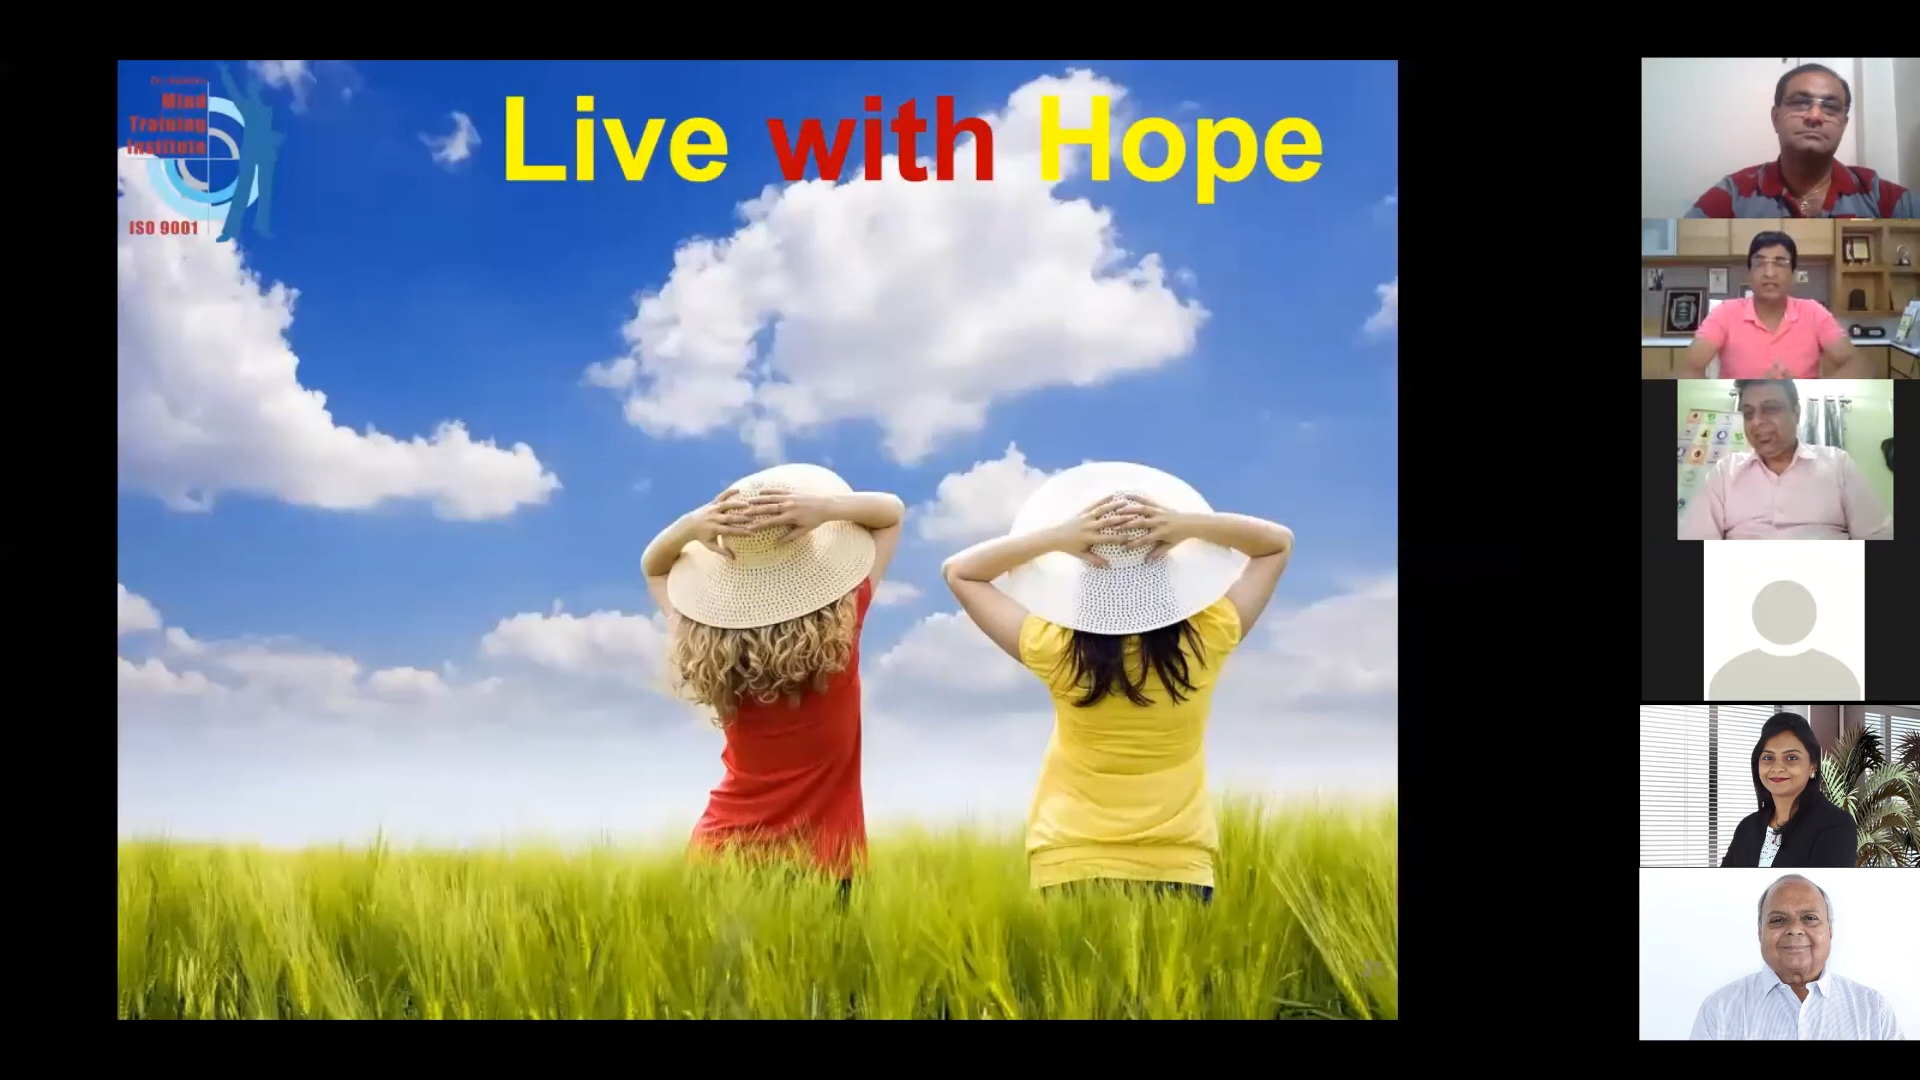 Live with Hope
Mind
Training
Institute
ISO 9001